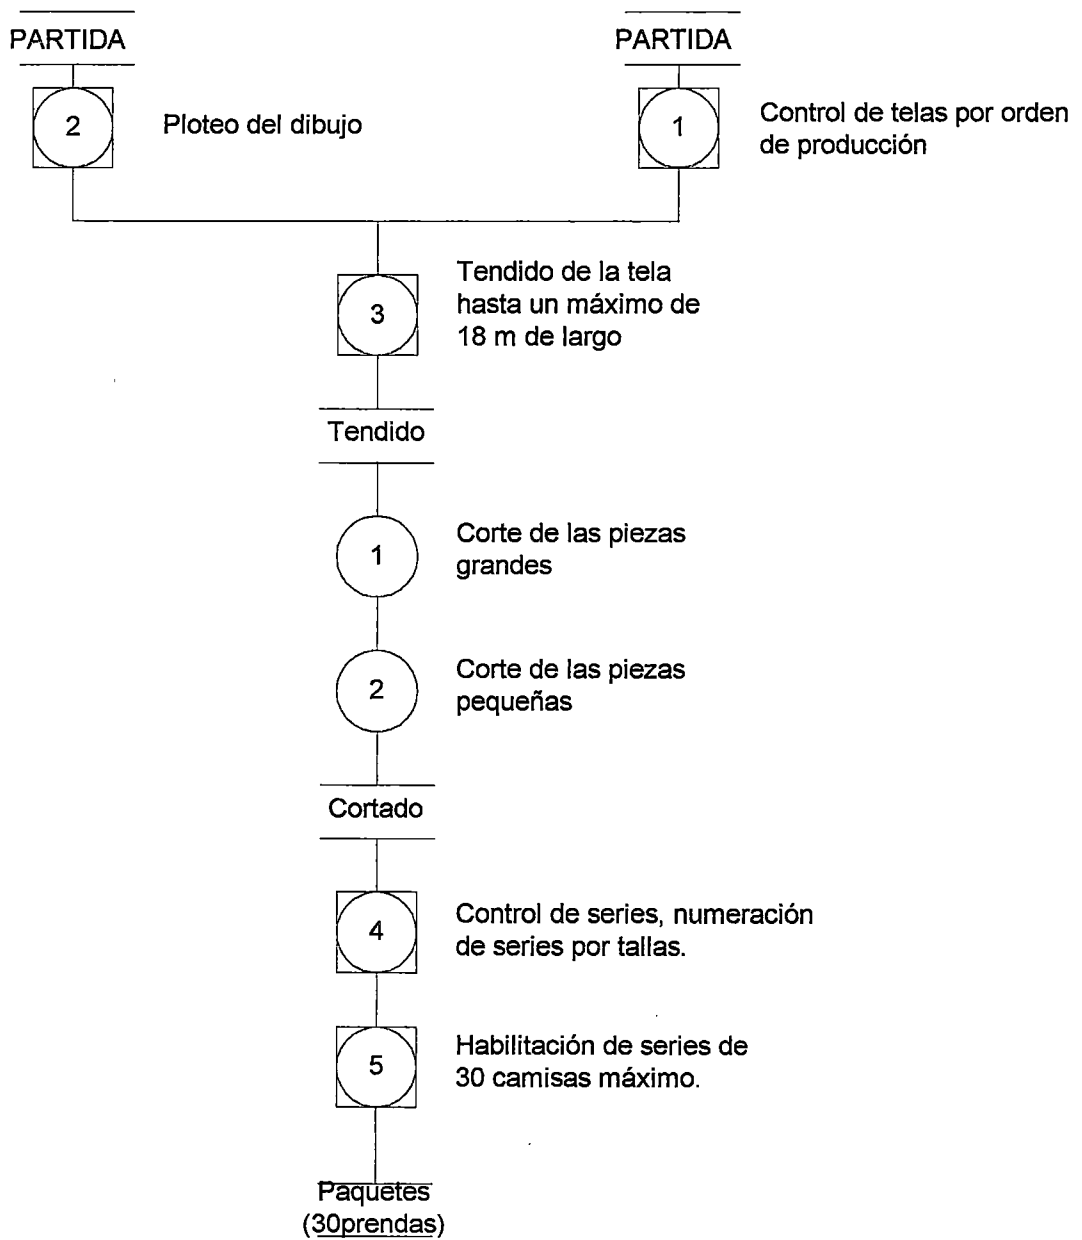 PARTIDA
PARTIDA
2
Ploteo del dibujo
1
Control de telas por orden
de producción
3
Tendido de la tela
hasta un máximo de
18 m de largo
Tendido
1
Corte de las piezas
grandes
2
Corte de las piezas
pequeñas
Cortado
4
Control de series, numeración
de series por tallas.
5
Habilitación de series de
30 camisas máximo.
Paquetes
(30prendas)